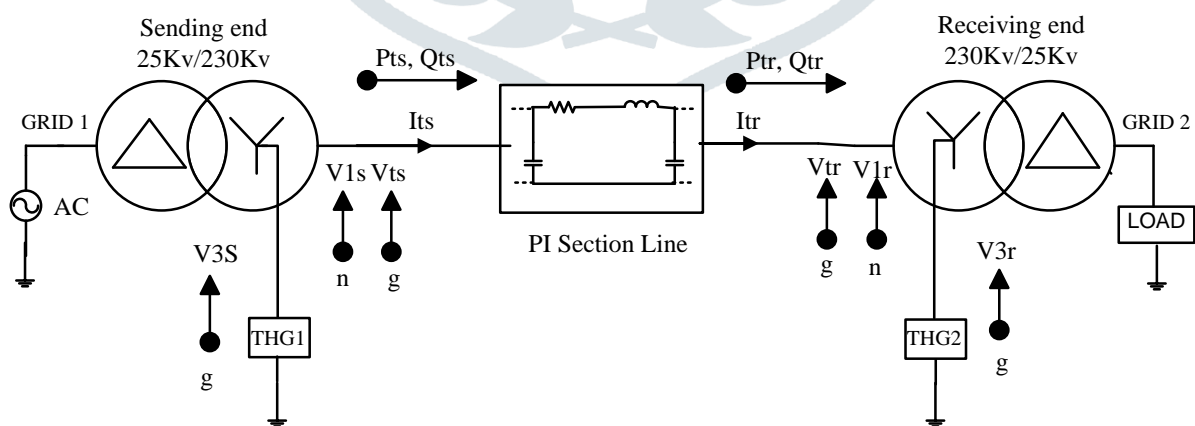 Sending end
25Kv/230Kv
Receiving end
230Kv/25Kv
Pts, Qts
Ptr, Qtr
GRID 1
GRID 2
Its
Itr
V1s Vts
Vtr V1r
AC
LOAD
PI Section Line
V3S
V3r
n
g
g
n
THG1
THG2
g
g